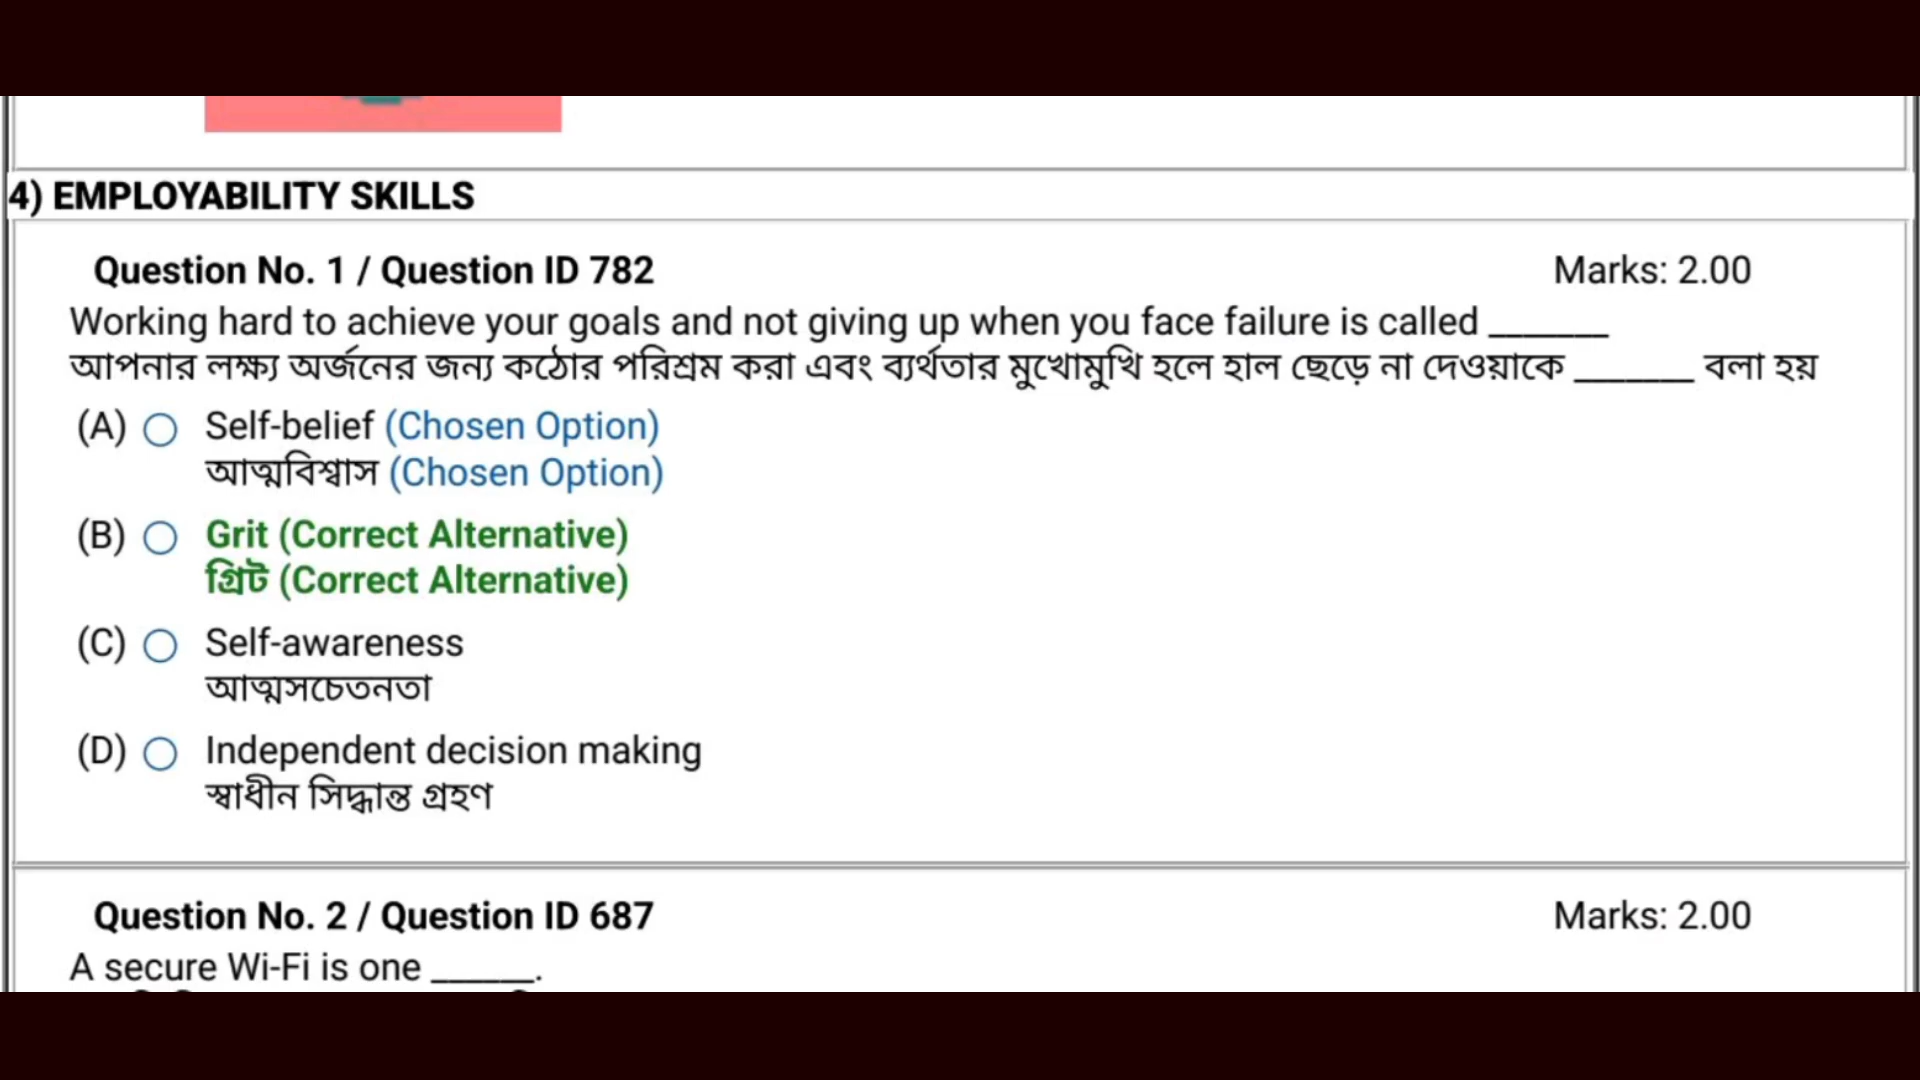 4) EMPLOYABILITY SKILLS
Question No. 1 / Question ID 782 Marks: 2.00
Working hard to achieve your goals and not giving up when you face failure is called _______
আপনার লক্ষ্য অর্জনের জন্য কঠোর পরিশ্রম করা এবং ব্যর্থতার মুখোমুখি হলে হাল ছেড়ে না দেওয়াকে _______ বলা হয়
(A) Self-belief (Chosen Option)
আত্মবিশ্বাস (Chosen Option)
(B) Grit (Correct Alternative)
গ্রিট (Correct Alternative)
(C) Self-awareness
আত্মসচেতনতা
(D) Independent decision making
স্বাধীন সিদ্ধান্ত গ্রহণ
Question No. 2 / Question ID 687 Marks: 2.00
A secure Wi-Fi is one ______.